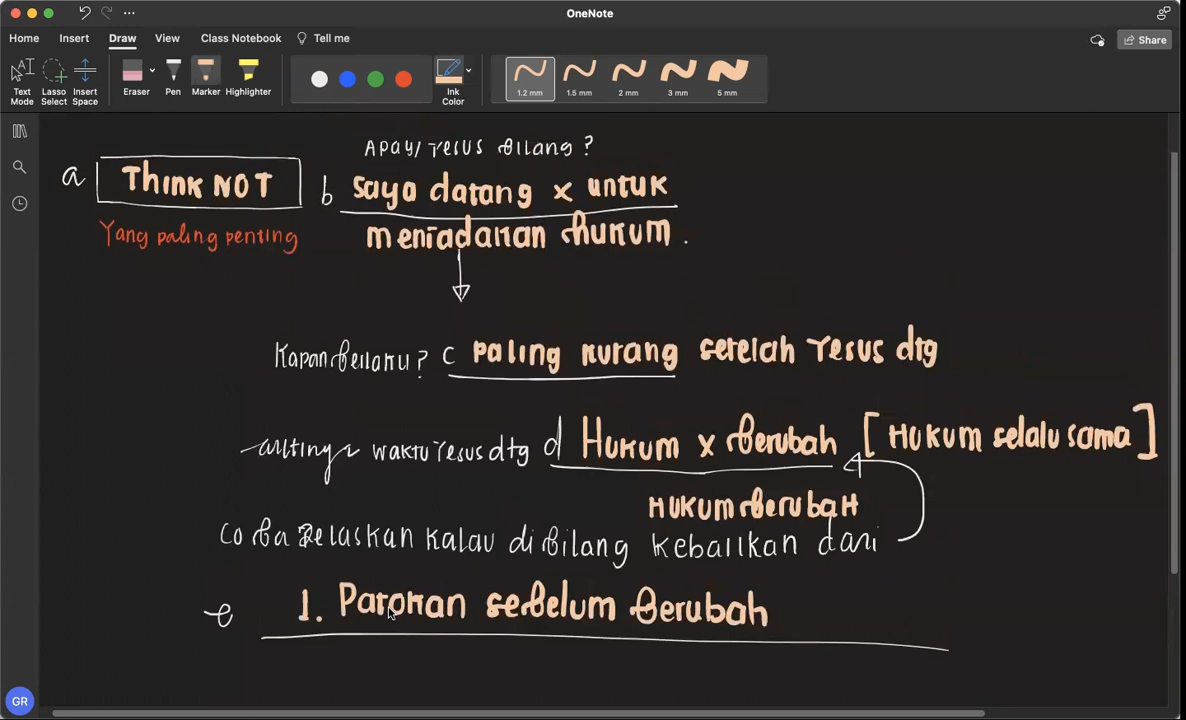 OneNote
Home Insert Draw View Class Notebook Tell me Share
Text Mode Lasso Select Insert Space Eraser Pen Marker Highlighter Ink Color 1.2 mm 1.5 mm 2 mm 3 mm 5 mm
Apay/ Yesus Bilang?
a Think NOT b saya datang x untuk
Yang paling penting meniadakan hukum.
Kapan Berlaku? c paling kurang setelah Yesus dtg
waktu Yesus dtg d Hukum x Berubah [Hukum selalu sama]
HUKUM BerubaH
coBa Jelaskan kalau diBilang kebalikan dari
e 1. Patokan seBelum Berubah
GR